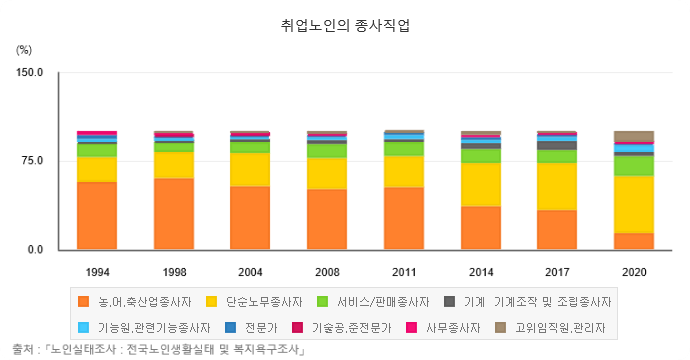 취업노인의 종사직업
(%)
150.0
75.0
0.0
1994 1998 2004 2008 2011 2014 2017 2020
농,어,축산업종사자 단순노무종사자 서비스/판매종사자 기계 기계조작 및 조립종사자
기능원,관련기능종사자 전문가 기술공,준전문가 사무종사자 고위임직원,관리자
출처 : 「노인실태조사 : 전국노인생활실태 및 복지욕구조사」